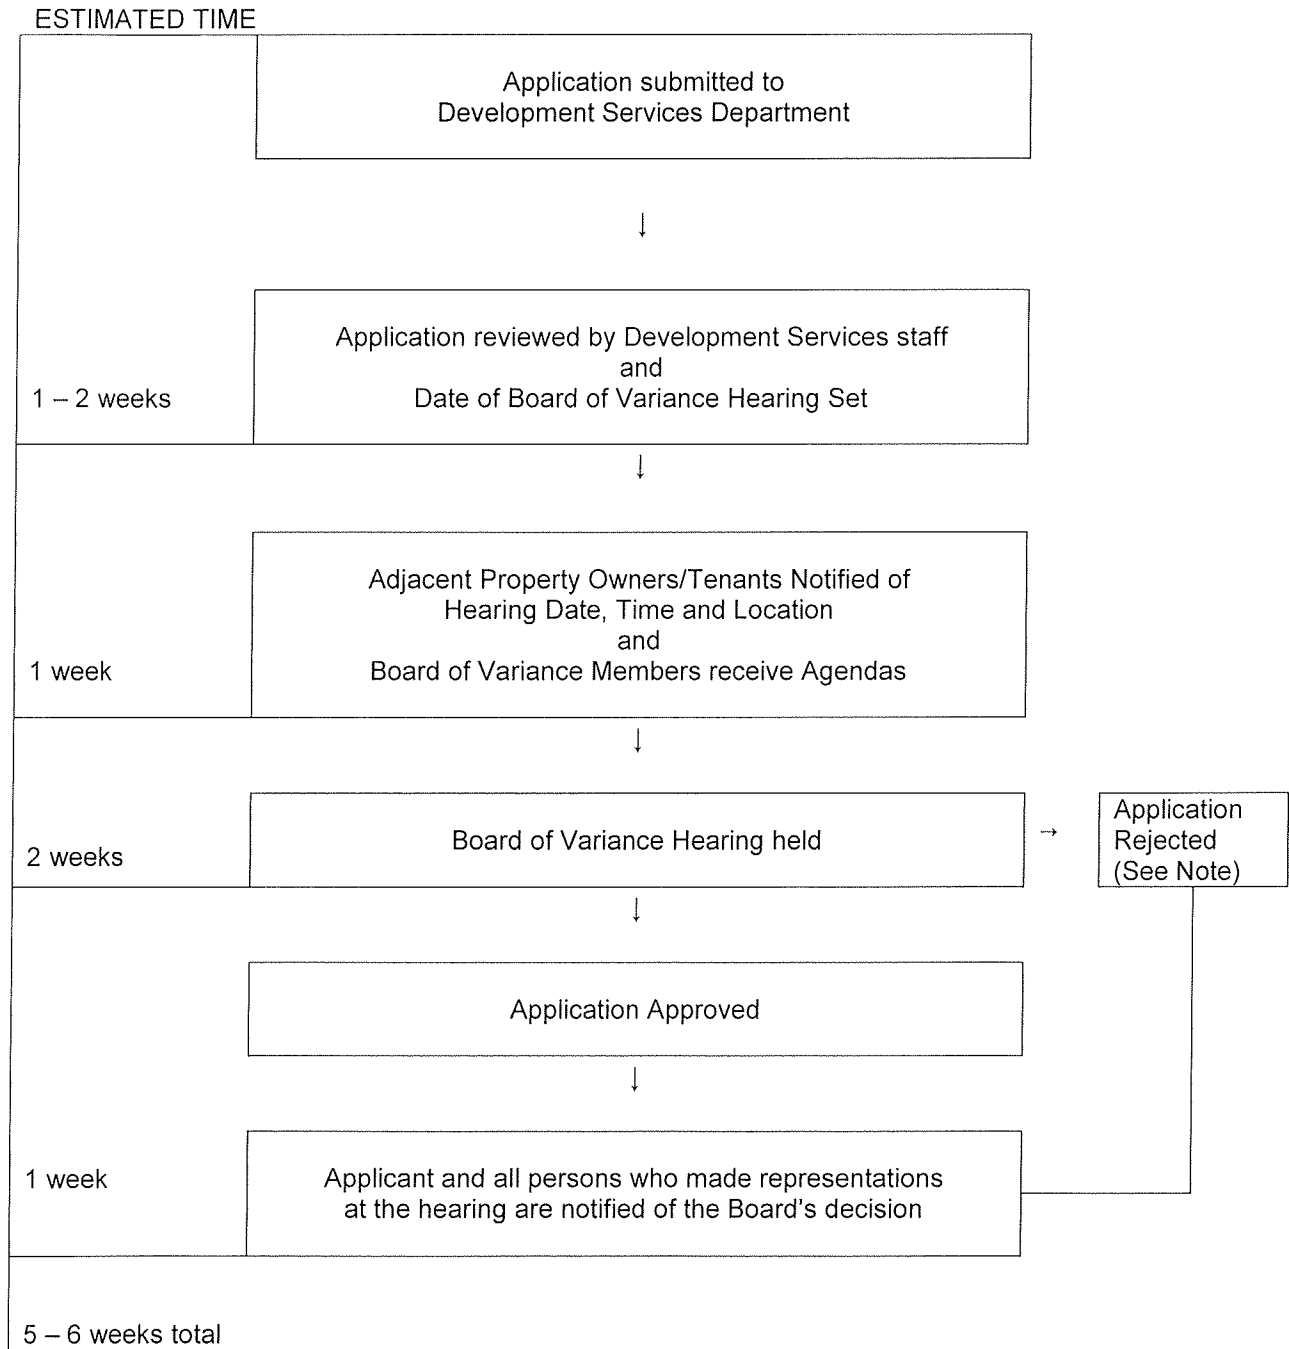 ESTIMATED TIME
Application submitted to
Development Services Department
↓
Application reviewed by Development Services staff
and
1 – 2 weeks
Date of Board of Variance Hearing Set
↓
Adjacent Property Owners/Tenants Notified of
Hearing Date, Time and Location
and
1 week
Board of Variance Members receive Agendas
↓
2 weeks
Board of Variance Hearing held
→
Application
Rejected
(See Note)
↓
Application Approved
↓
1 week
Applicant and all persons who made representations
at the hearing are notified of the Board's decision
5 – 6 weeks total